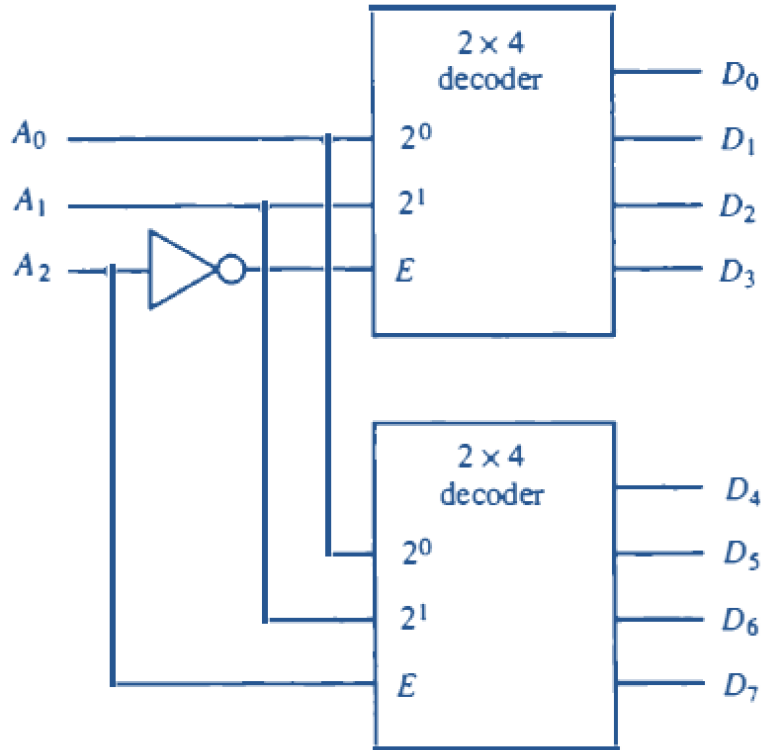 2 × 4
decoder
D₀
A₀ 2⁰ D₁
A₁ 2¹ D₂
A₂ E D₃
2 × 4
decoder
D₄
2⁰ D₅
2¹ D₆
E D₇